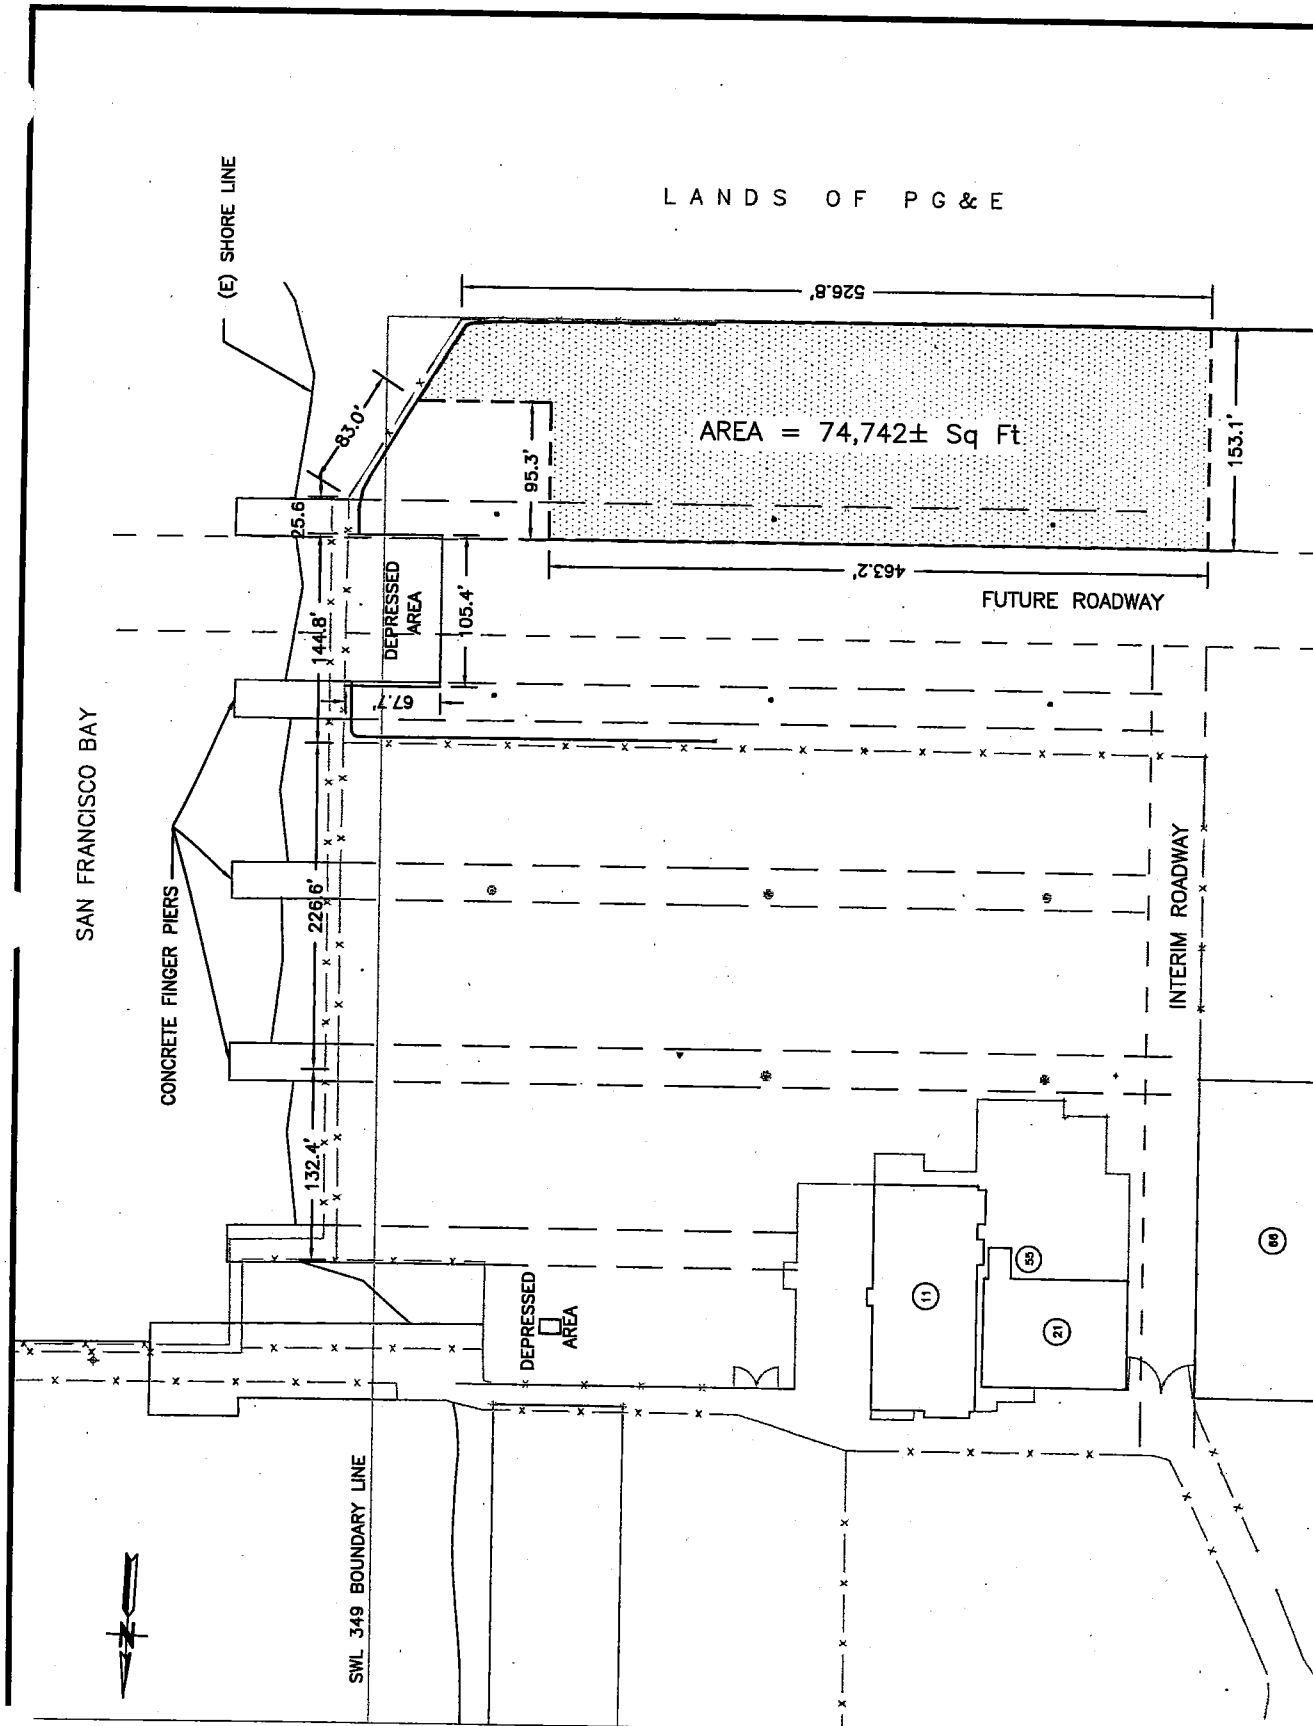 LANDS OF PG&E
(E) SHORE LINE
526.8'
83.0'
AREA = 74,742± Sq Ft
95.3'
153.1'
25.6
463.2'
DEPRESSED
AREA
105.4'
FUTURE ROADWAY
144.8'
67.7'
SAN FRANCISCO BAY
CONCRETE FINGER PIERS
226.6'
INTERIM ROADWAY
132.4'
66
55
11
21
DEPRESSED
AREA
SWL 349 BOUNDARY LINE
N